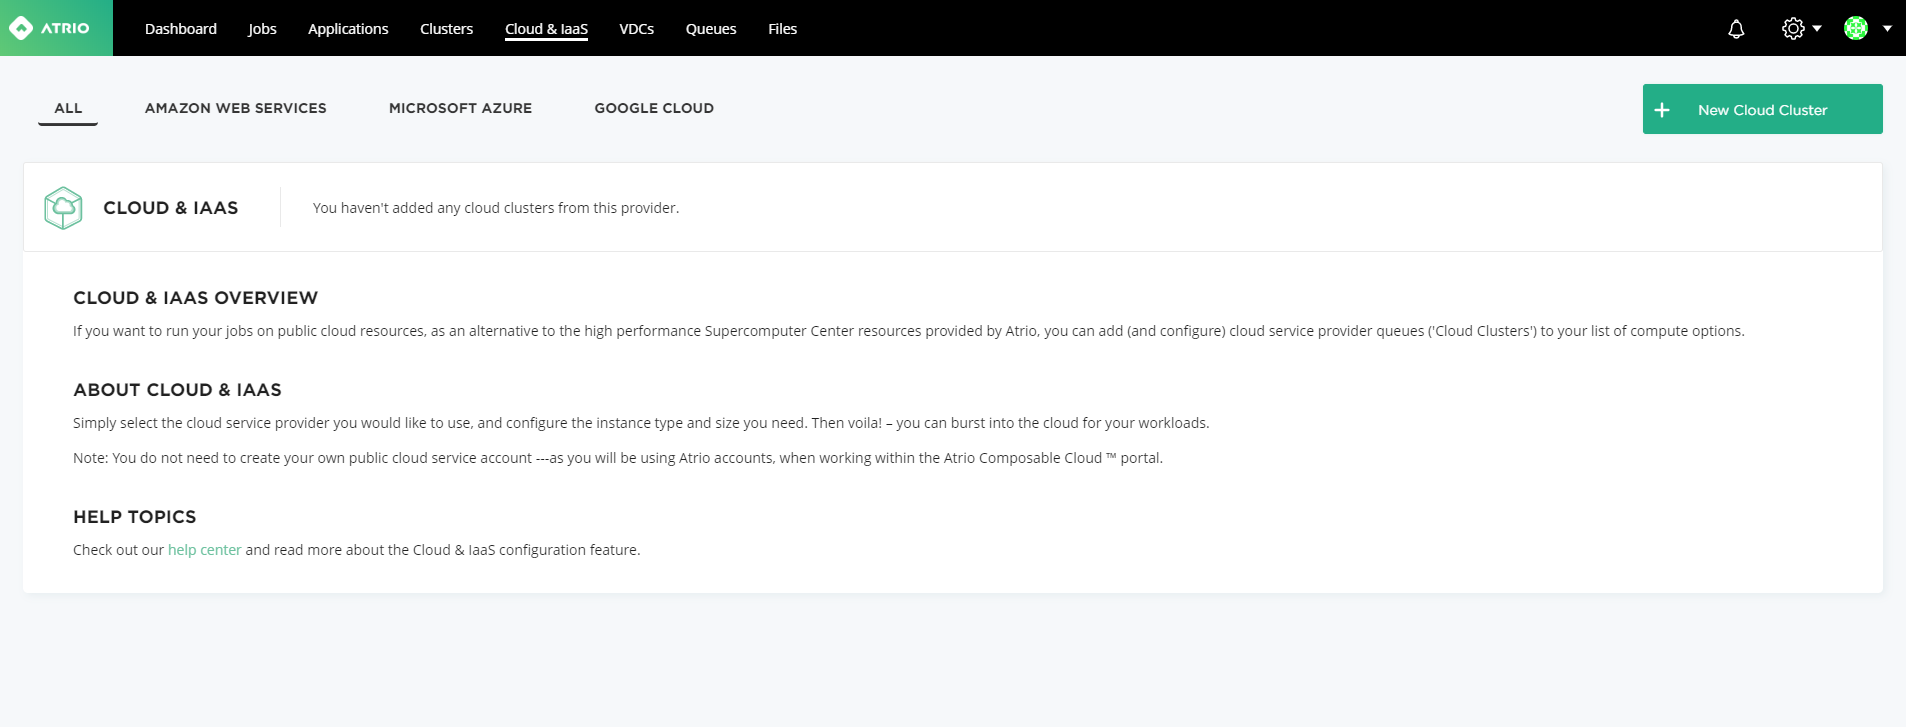 ATRIO Dashboard Jobs Applications Clusters Cloud & IaaS VDCs Queues Files
ALL AMAZON WEB SERVICES MICROSOFT AZURE GOOGLE CLOUD + New Cloud Cluster
CLOUD & IAAS You haven't added any cloud clusters from this provider.
CLOUD & IAAS OVERVIEW
If you want to run your jobs on public cloud resources, as an alternative to the high performance Supercomputer Center resources provided by Atrio, you can add (and configure) cloud service provider queues ('Cloud Clusters') to your list of compute options.
ABOUT CLOUD & IAAS
Simply select the cloud service provider you would like to use, and configure the instance type and size you need. Then voila! – you can burst into the cloud for your workloads.
Note: You do not need to create your own public cloud service account ---as you will be using Atrio accounts, when working within the Atrio Composable Cloud ™ portal.
HELP TOPICS
Check out our help center and read more about the Cloud & IaaS configuration feature.